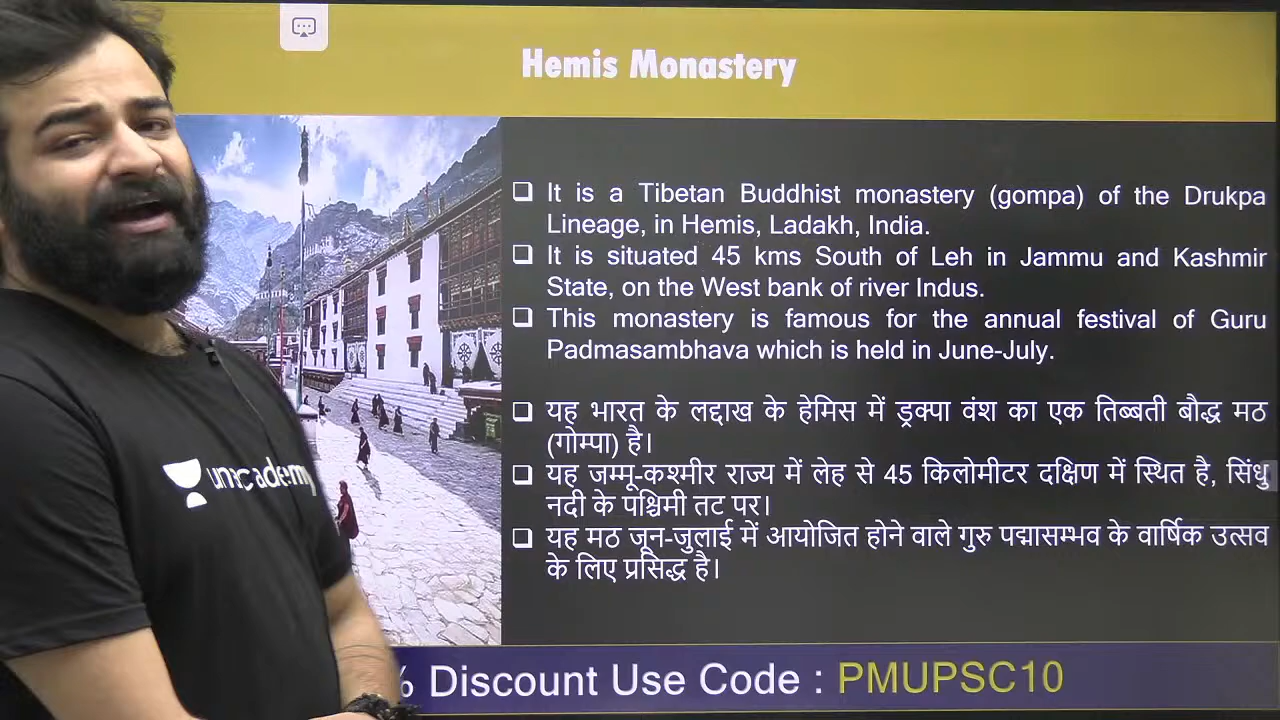 Hemis Monastery
❑ It is a Tibetan Buddhist monastery (gompa) of the Drukpa
Lineage, in Hemis, Ladakh, India.
❑ It is situated 45 kms South of Leh in Jammu and Kashmir
State, on the West bank of river Indus.
❑ This monastery is famous for the annual festival of Guru
Padmasambhava which is held in June-July.
❑ यह भारत के लद्दाख के हेमिस में ड्रक्पा वंश का एक तिब्बती बौद्ध मठ
(गोम्पा) है।
❑ यह जम्मू-कश्मीर राज्य में लेह से 45 किलोमीटर दक्षिण में स्थित है, सिंधु
नदी के पश्चिमी तट पर।
❑ यह मठ जून-जुलाई में आयोजित होने वाले गुरु पद्मासम्भव के वार्षिक उत्सव
के लिए प्रसिद्ध है।
unacademy
% Discount Use Code : PMUPSC10